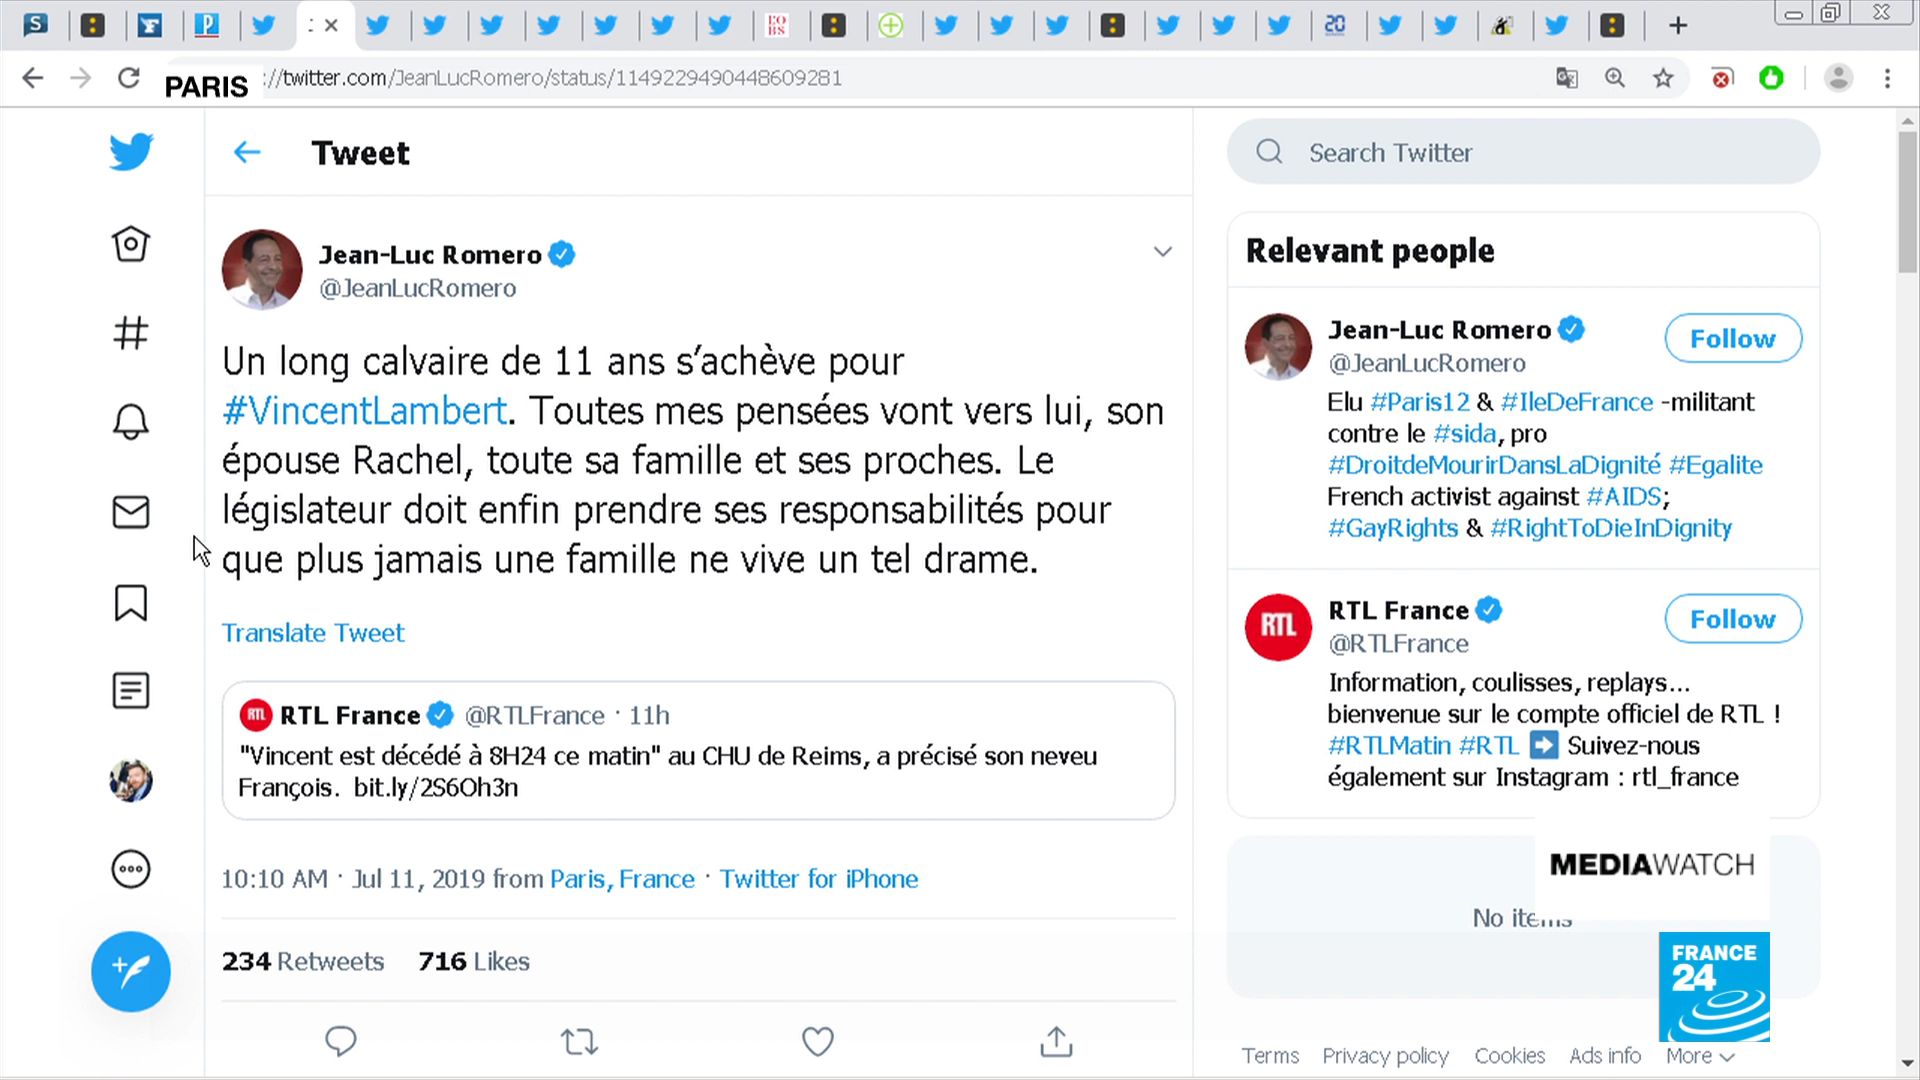 PARIS
://twitter.com/JeanLucRomero/status/1149229490448609281
Tweet
Search Twitter
Jean-Luc Romero
@JeanLucRomero
Un long calvaire de 11 ans s’achève pour
#VincentLambert. Toutes mes pensées vont vers lui, son
épouse Rachel, toute sa famille et ses proches. Le
législateur doit enfin prendre ses responsabilités pour
que plus jamais une famille ne vive un tel drame.
Translate Tweet
RTL
RTL France @RTLFrance · 11h
"Vincent est décédé à 8H24 ce matin" au CHU de Reims, a précisé son neveu
François. bit.ly/2S6Oh3n
10:10 AM · Jul 11, 2019 from Paris, France · Twitter for iPhone
234 Retweets 716 Likes
Relevant people
Jean-Luc Romero
Follow
@JeanLucRomero
Elu #Paris12 & #IleDeFrance -militant
contre le #sida, pro
#DroitdeMourirDansLaDignité #Egalite
French activist against #AIDS;
#GayRights & #RightToDieInDignity
RTL
RTL France
Follow
@RTLFrance
Information, coulisses, replays...
bienvenue sur le compte officiel de RTL !
#RTLMatin #RTL ➡ Suivez-nous
également sur Instagram : rtl_france
MEDIAWATCH
No items
FRANCE
24
Terms Privacy policy Cookies Ads info More